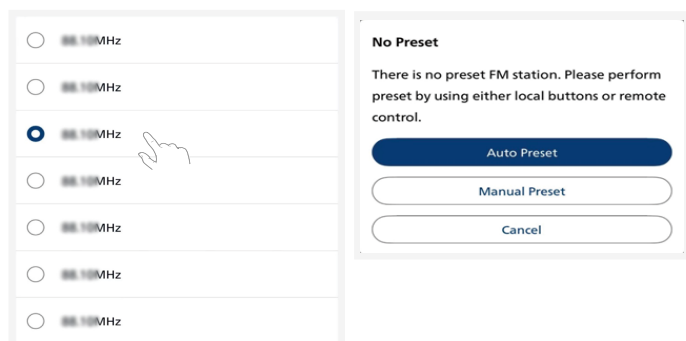 MHz
MHz
MHz
MHz
MHz
MHz
MHz
No Preset
There is no preset FM station. Please perform
preset by using either local buttons or remote
control.
Auto Preset
Manual Preset
Cancel